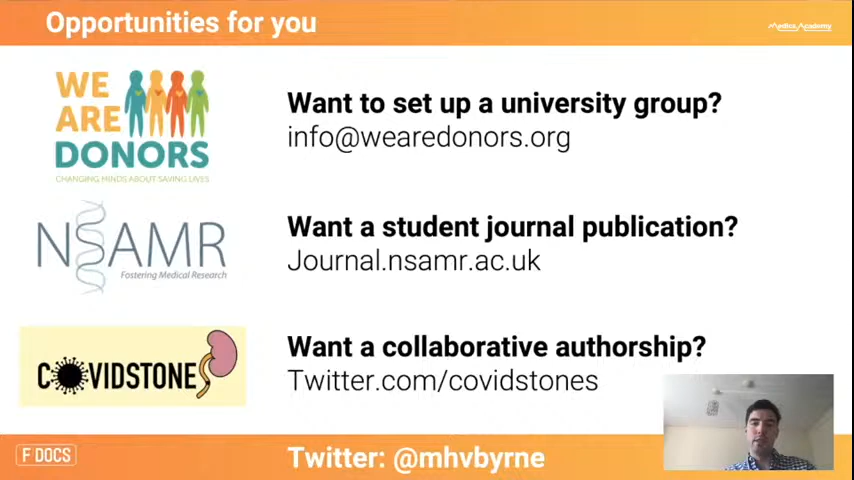 Opportunities for you
Medics.Academy
WE
ARE
DONORS
CHANGING MINDS ABOUT SAVING LIVES
Want to set up a university group?
info@wearedonors.org
NSAMR
Fostering Medical Research
Want a student journal publication?
Journal.nsamr.ac.uk
COVIDSTONES
Want a collaborative authorship?
Twitter.com/covidstones
F DOCS
Twitter: @mhvbyrne